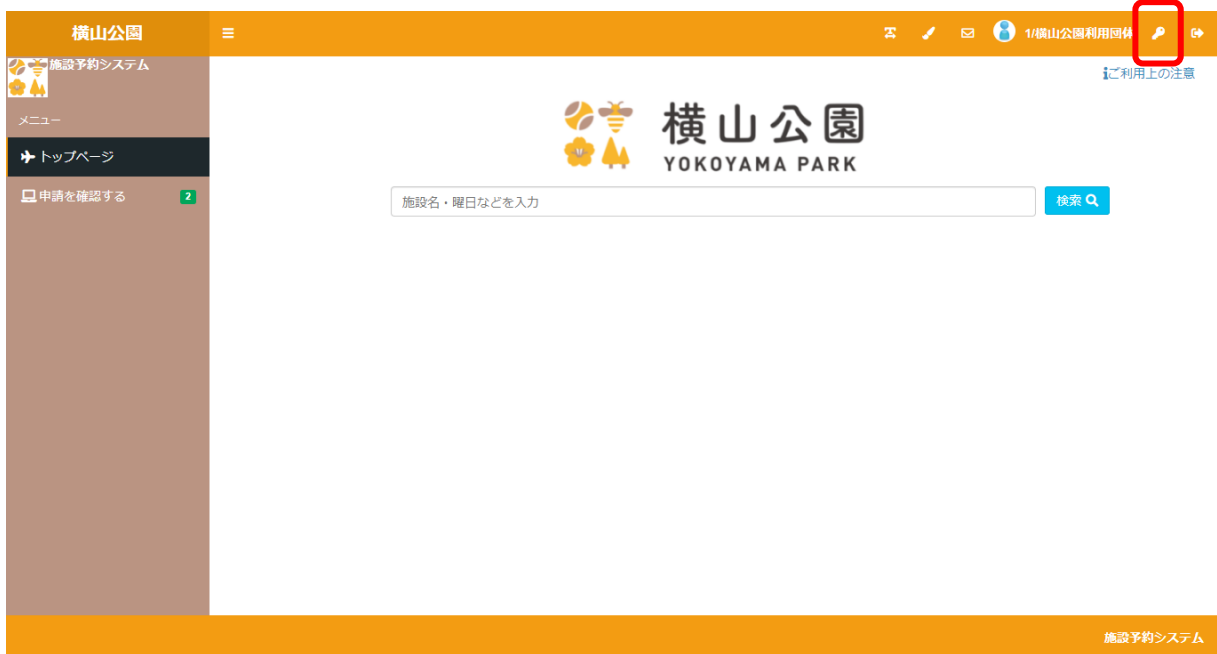 横山公園
1/横山公園利用団体
施設予約システム
ご利用上の注意
メニュー
横山公園
YOKOYAMA PARK
トップページ
申請を確認する 2
施設名・曜日などを入力
検索
施設予約システム